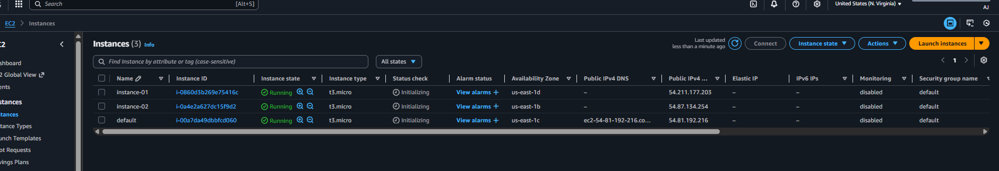 Search [Alt+S] United States (N. Virginia)
AJ
EC2 Instances
Instances (3) Info Last updated less than a minute ago Connect Instance state Actions Launch instances
Find Instance by attribute or tag (case-sensitive) All states 1
Name Instance ID Instance state Instance type Status check Alarm status Availability Zone Public IPv4 DNS Public IPv4 ... Elastic IP IPv6 IPs Monitoring Security group name
instance-01 i-0860d3b269e75416c Running t3.micro Initializing View alarms + us-east-1d – 54.211.177.203 – – disabled default
instance-02 i-0a4e2a627dc15f9d2 Running t3.micro Initializing View alarms + us-east-1b – 54.87.134.254 – – disabled default
default i-00a7da49dbbfcd060 Running t3.micro Initializing View alarms + us-east-1c ec2-54-81-192-216.co... 54.81.192.216 – – disabled default
C2
shboard
2 Global View
ents
stances
stances
tance Types
unch Templates
ot Requests
vings Plans